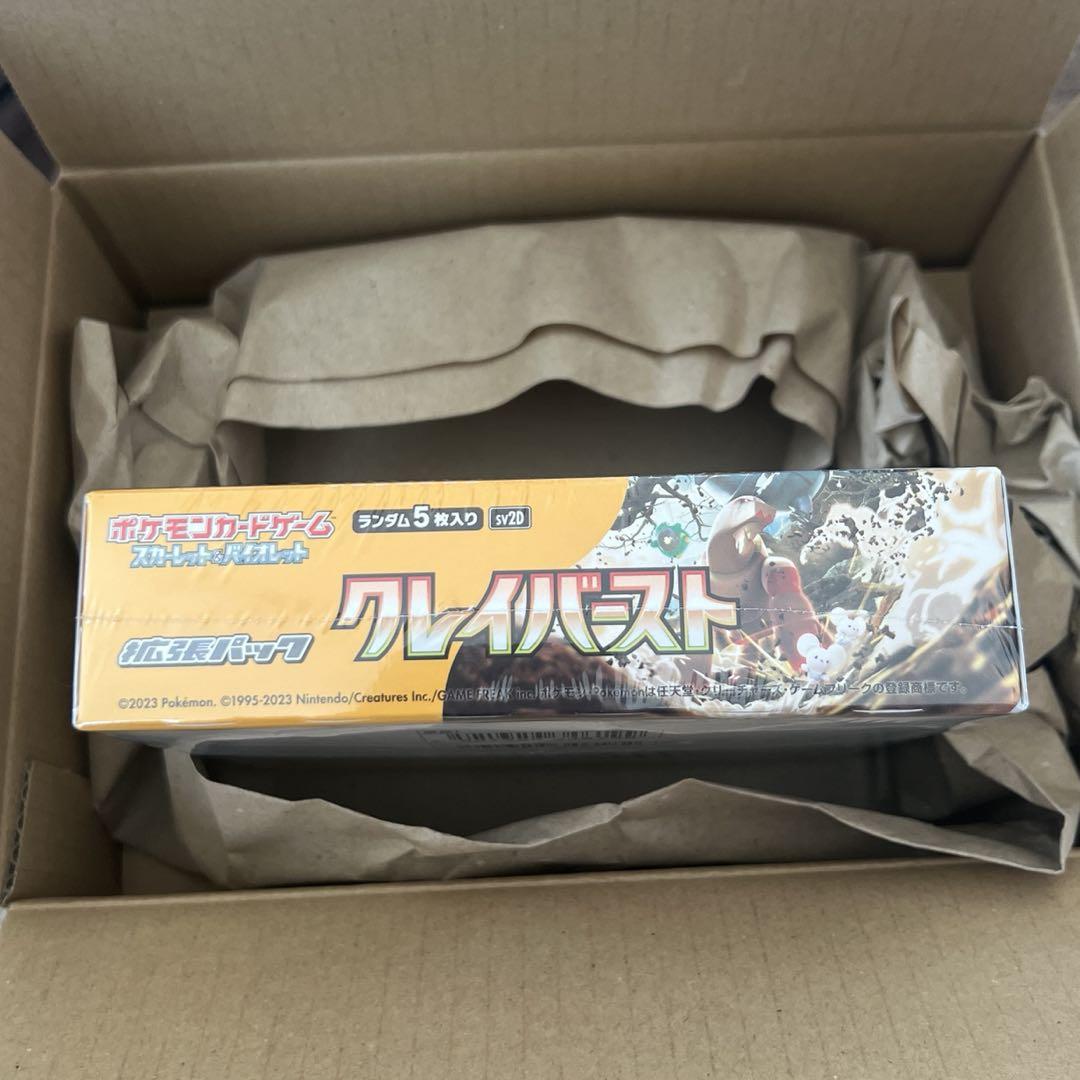 ポケモンカードゲーム
スカーレット&バイオレット
ランダム5枚入り
sv2D
クレイバースト
拡張パック
©2023 Pokémon. ©1995-2023 Nintendo/Creatures Inc./GAME FREAK inc. ポケモン・Pokémonは任天堂・クリーチャーズ・ゲームフリークの登録商標です。